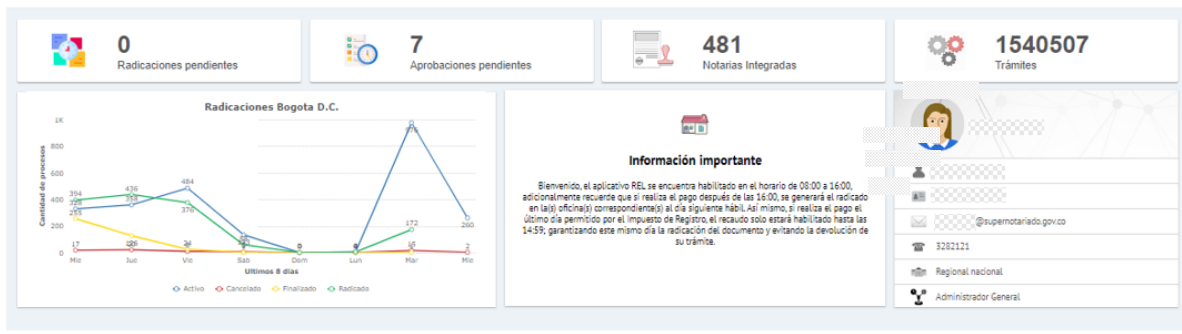 0
Radicaciones pendientes
7
Aprobaciones pendientes
481
Notarias Integradas
1540507
Trámites
Radicaciones Bogota D.C.
Cantidad de procesos
1K
800
600
400
200
0
394
328
255
17
436
358
484
376
172
15
260
2
Mie
Jue
Vie
Sab
Dom
Lun
Mar
Mie
Ultimos 8 dias
Activo
Cancelado
Finalizado
Radicado
Información importante
Bienvenido, el aplicativo REL se encuentra habilitado en el horario de 08:00 a 16:00,
adicionalmente recuerde que si realiza el pago después de las 16:00, se generará el radicado
en la(s) oficina(s) correspondiente(s) al día siguiente hábil. Así mismo, si realiza el pago el
último día permitido por el Impuesto de Registro, el recaudo solo estará habilitado hasta las
14:59; garantizando este mismo día la radicación del documento y evitando la devolución de
su trámite.
@supernotariado.gov.co
3282121
Regional nacional
Administrador General